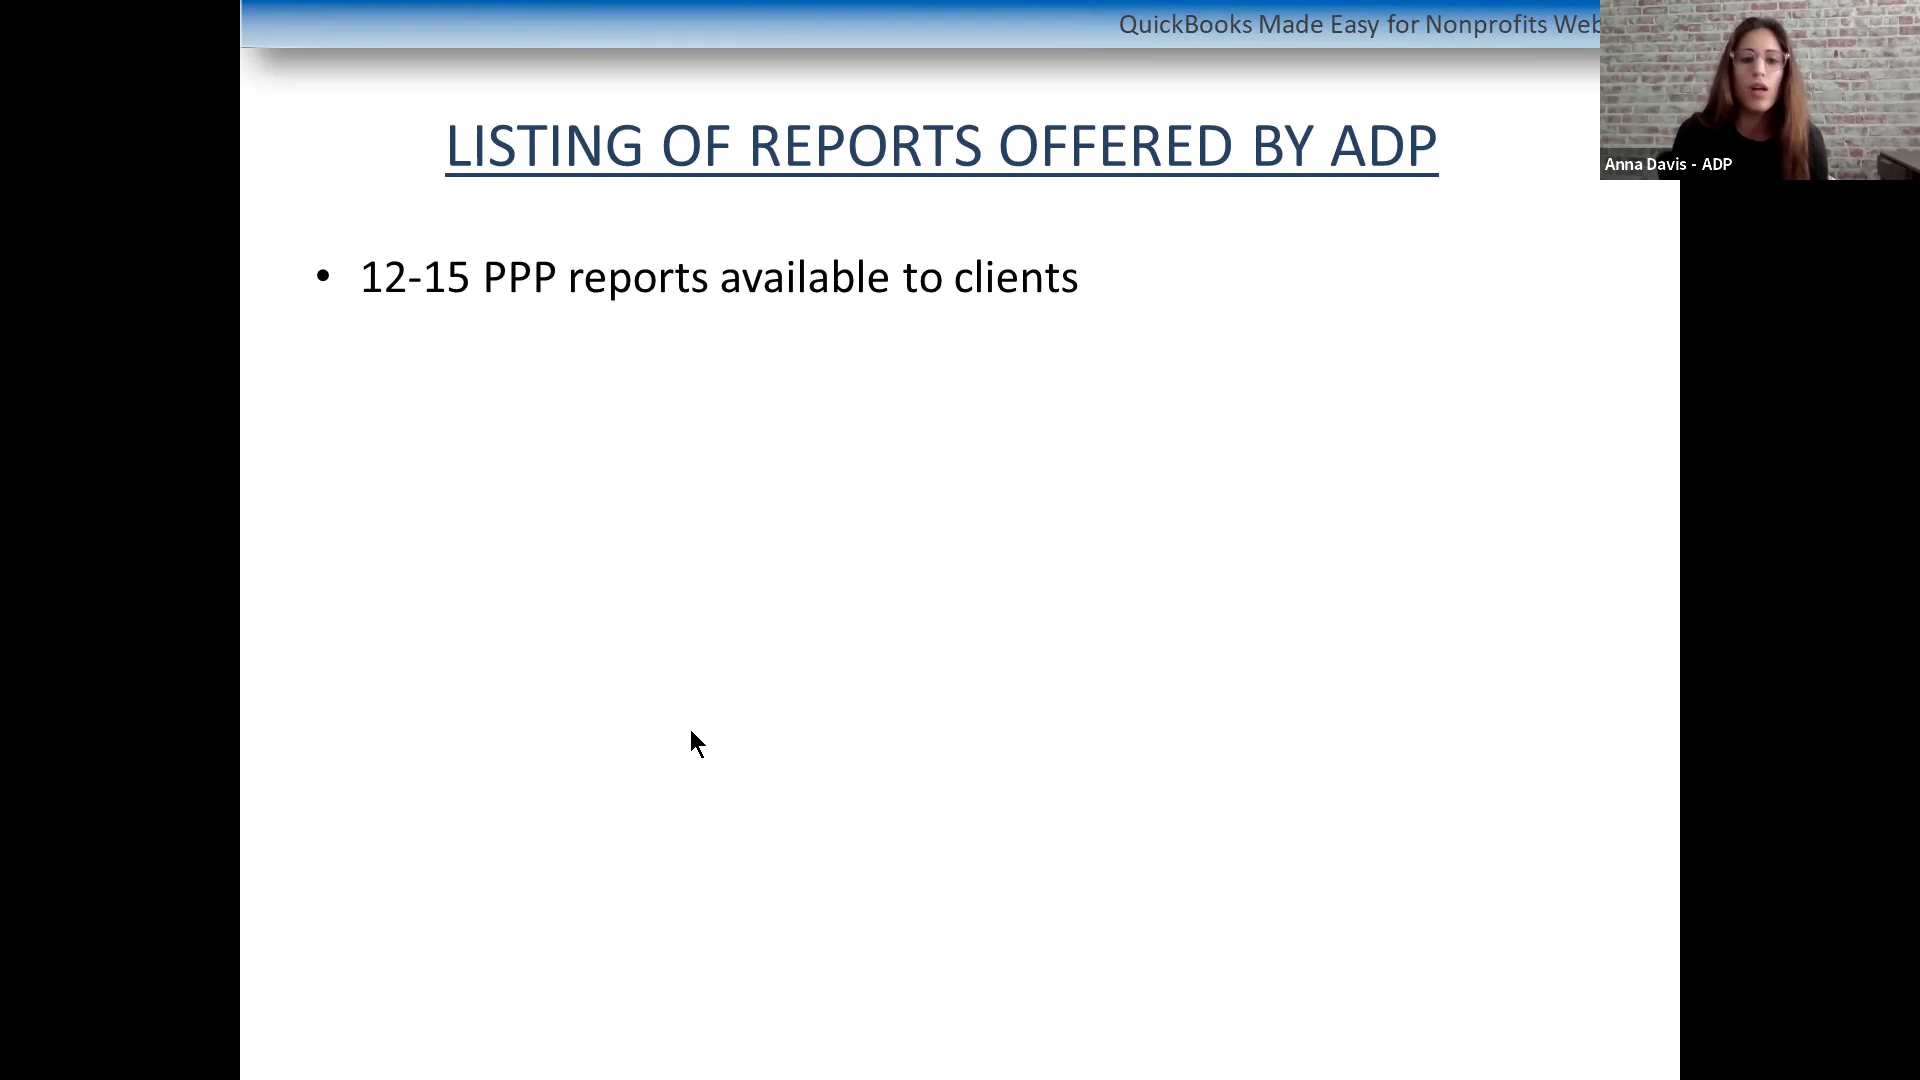 QuickBooks Made Easy for Nonprofits Web
LISTING OF REPORTS OFFERED BY ADP
• 12-15 PPP reports available to clients
Anna Davis - ADP